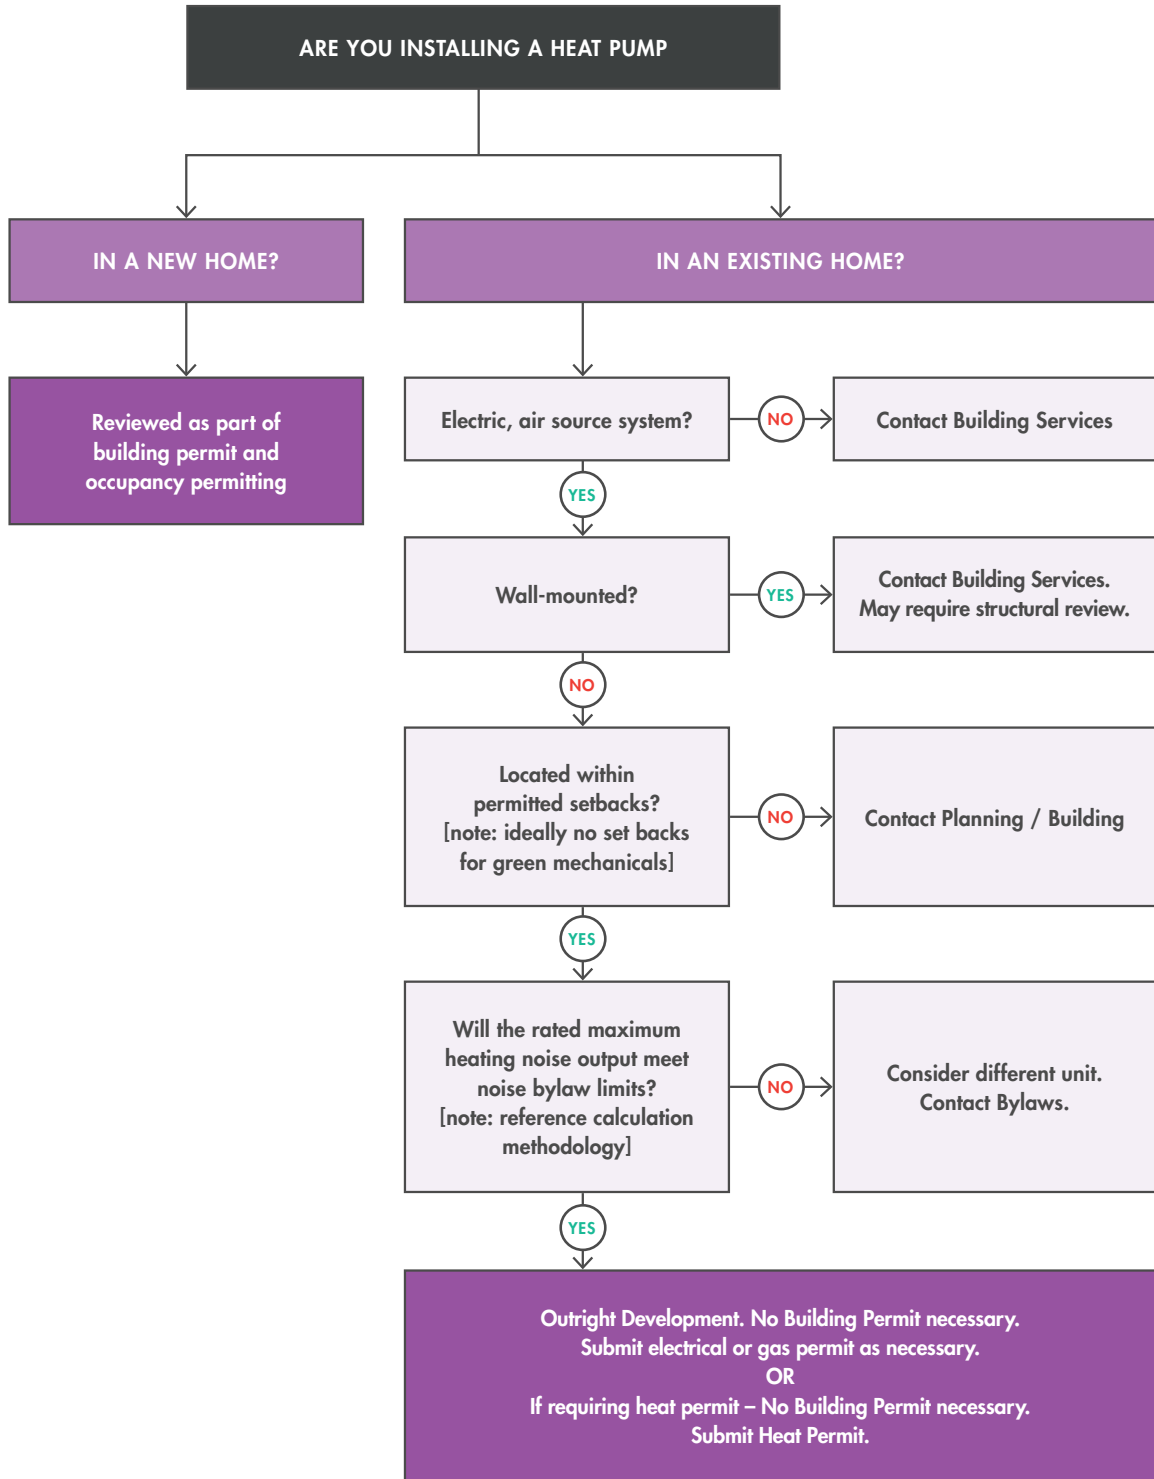 ARE YOU INSTALLING A HEAT PUMP
IN A NEW HOME?
IN AN EXISTING HOME?
Reviewed as part of
building permit and
occupancy permitting
Electric, air source system?
NO
Contact Building Services
YES
Wall-mounted?
YES
Contact Building Services.
May require structural review.
NO
Located within
permitted setbacks?
[note: ideally no set backs
for green mechanicals]
NO
Contact Planning / Building
YES
Will the rated maximum
heating noise output meet
noise bylaw limits?
[note: reference calculation
methodology]
NO
Consider different unit.
Contact Bylaws.
YES
Outright Development. No Building Permit necessary.
Submit electrical or gas permit as necessary.
OR
If requiring heat permit – No Building Permit necessary.
Submit Heat Permit.